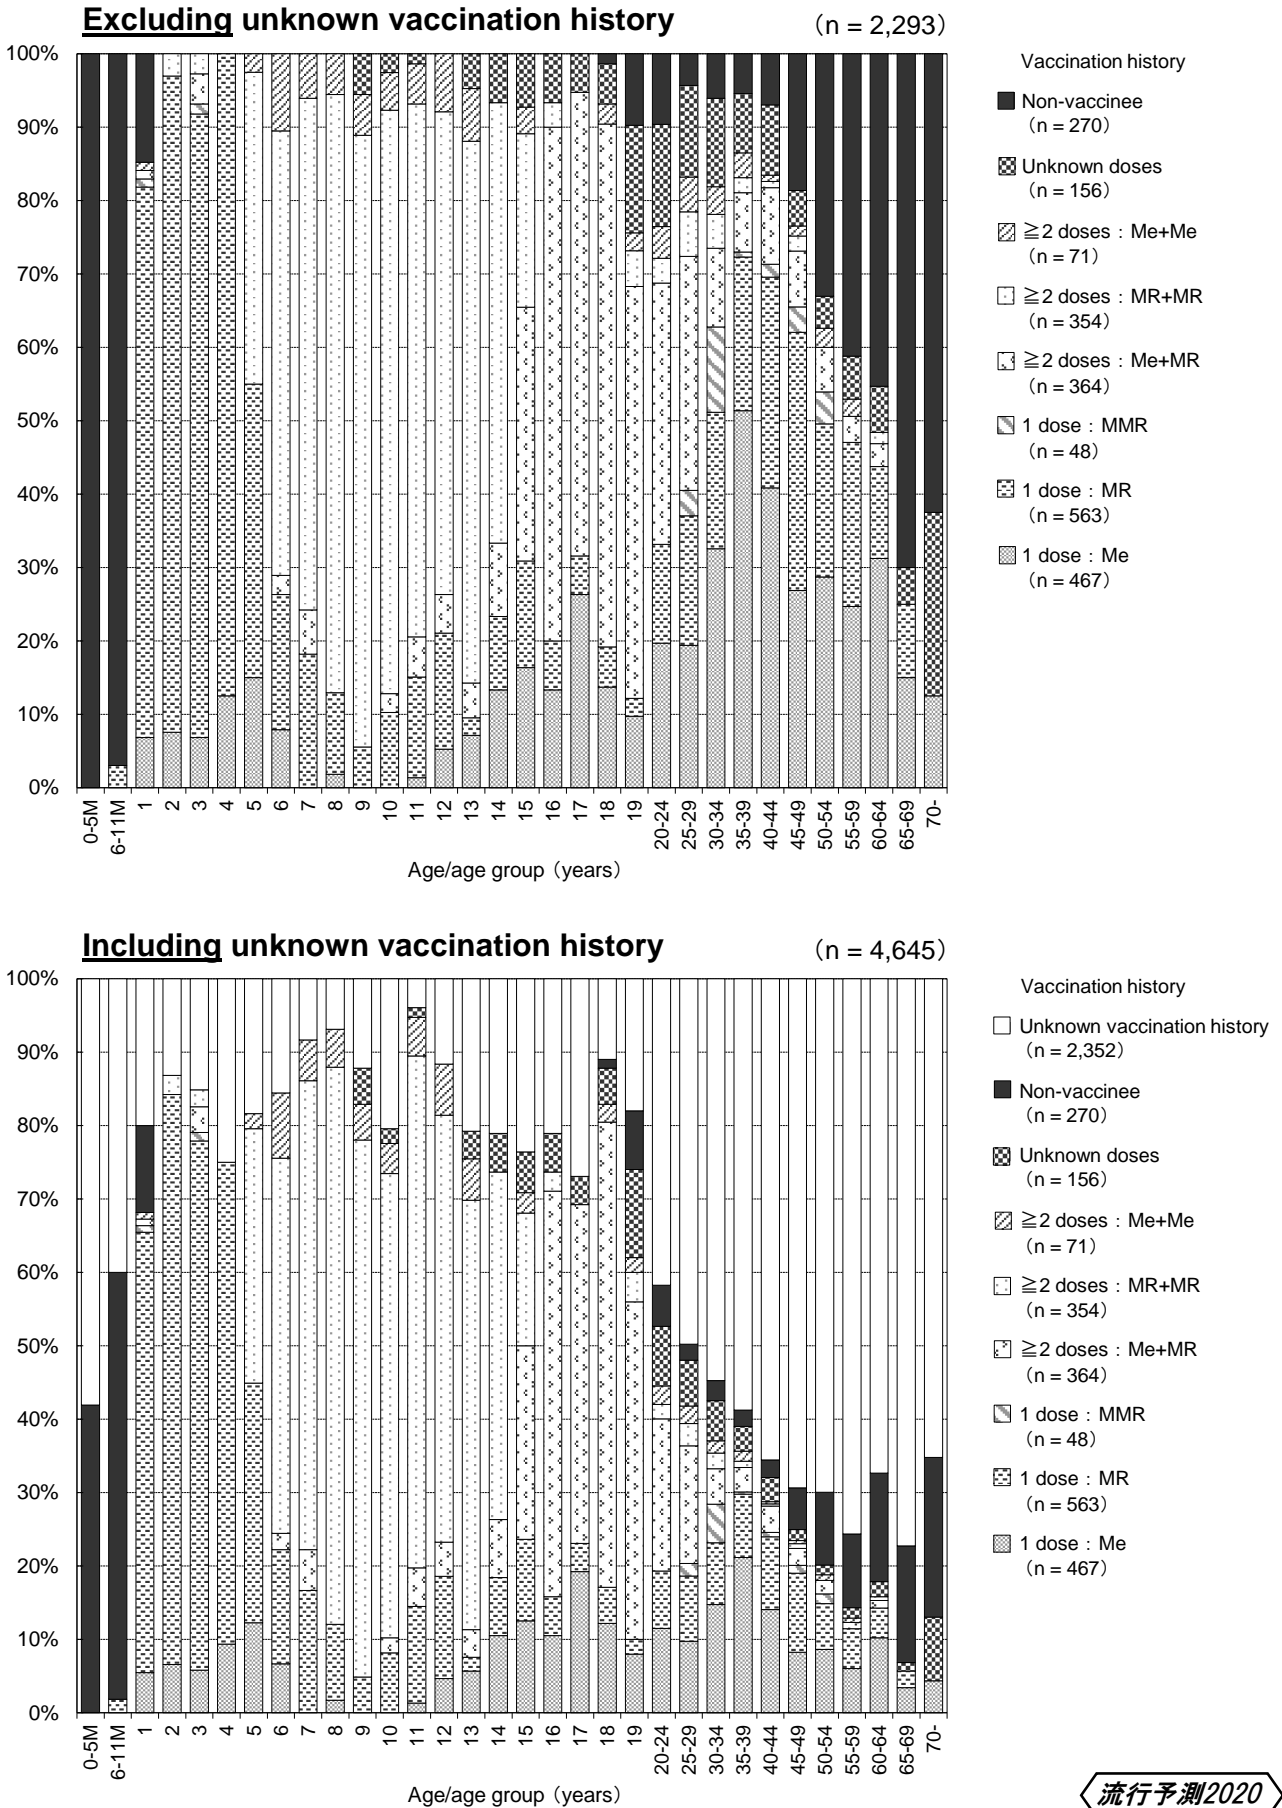 Excluding unknown vaccination history
(n = 2,293)
100%
90%
80%
70%
60%
50%
40%
30%
20%
10%
0%
0-5M
6-11M
1
2
3
4
5
6
7
8
9
10
11
12
13
14
15
16
17
18
19
20-24
25-29
30-34
35-39
40-44
45-49
50-54
55-59
60-64
65-69
70-
Age/age group (years)
Vaccination history
Non-vaccinee
(n = 270)
Unknown doses
(n = 156)
≧2 doses : Me+Me
(n = 71)
≧2 doses : MR+MR
(n = 354)
≧2 doses : Me+MR
(n = 364)
1 dose : MMR
(n = 48)
1 dose : MR
(n = 563)
1 dose : Me
(n = 467)
Including unknown vaccination history
(n = 4,645)
100%
90%
80%
70%
60%
50%
40%
30%
20%
10%
0%
0-5M
6-11M
1
2
3
4
5
6
7
8
9
10
11
12
13
14
15
16
17
18
19
20-24
25-29
30-34
35-39
40-44
45-49
50-54
55-59
60-64
65-69
70-
Age/age group (years)
Vaccination history
Unknown vaccination history
(n = 2,352)
Non-vaccinee
(n = 270)
Unknown doses
(n = 156)
≧2 doses : Me+Me
(n = 71)
≧2 doses : MR+MR
(n = 354)
≧2 doses : Me+MR
(n = 364)
1 dose : MMR
(n = 48)
1 dose : MR
(n = 563)
1 dose : Me
(n = 467)
流行予測2020